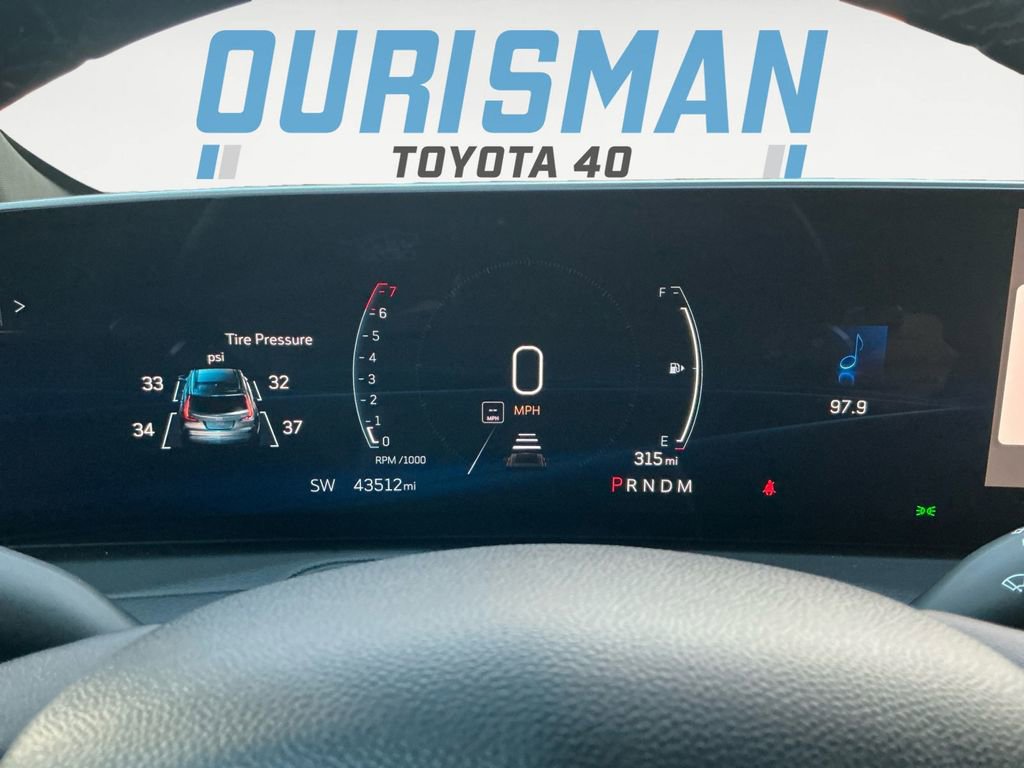 OURISMAN
TOYOTA 40
>
Tire Pressure
psi
33 32
34 37
7
6
5
4
3
2
1
0
RPM /1000
SW 43512 mi
0
MPH
-- MPH
F
E
315 mi
PRNDM
97.9